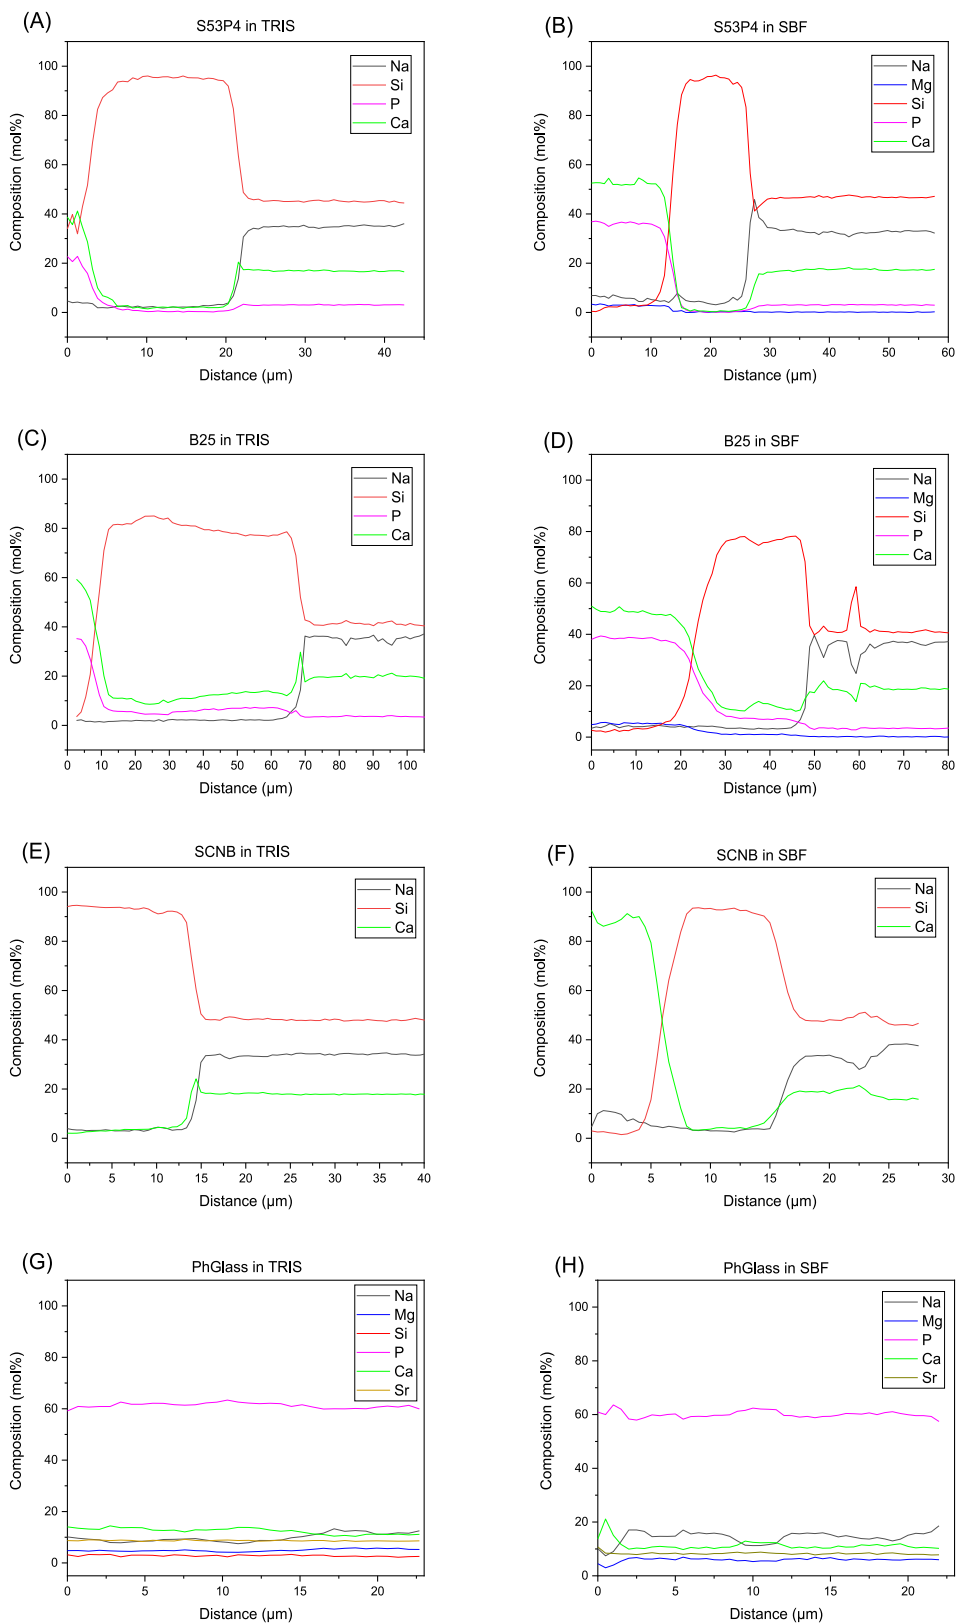 (A)
S53P4 in TRIS
Composition (mol%)
100
80
60
40
20
0
Na
Si
P
Ca
0 10 20 30 40
Distance (µm)
(B)
S53P4 in SBF
Composition (mol%)
100
80
60
40
20
0
Na
Mg
Si
P
Ca
0 10 20 30 40 50 60
Distance (µm)
(C)
B25 in TRIS
Composition (mol%)
100
80
60
40
20
0
Na
Si
P
Ca
0 10 20 30 40 50 60 70 80 90 100
Distance (µm)
(D)
B25 in SBF
Composition (mol%)
100
80
60
40
20
0
Na
Mg
Si
P
Ca
0 10 20 30 40 50 60 70 80
Distance (µm)
(E)
SCNB in TRIS
Composition (mol%)
100
80
60
40
20
0
Na
Si
Ca
0 5 10 15 20 25 30 35 40
Distance (µm)
(F)
SCNB in SBF
Composition (mol%)
100
80
60
40
20
0
Na
Si
Ca
0 5 10 15 20 25 30
Distance (µm)
(G)
PhGlass in TRIS
Composition (mol%)
100
80
60
40
20
0
Na
Mg
Si
P
Ca
Sr
0 5 10 15 20
Distance (µm)
(H)
PhGlass in SBF
Composition (mol%)
100
80
60
40
20
0
Na
Mg
P
Ca
Sr
0 5 10 15 20
Distance (µm)